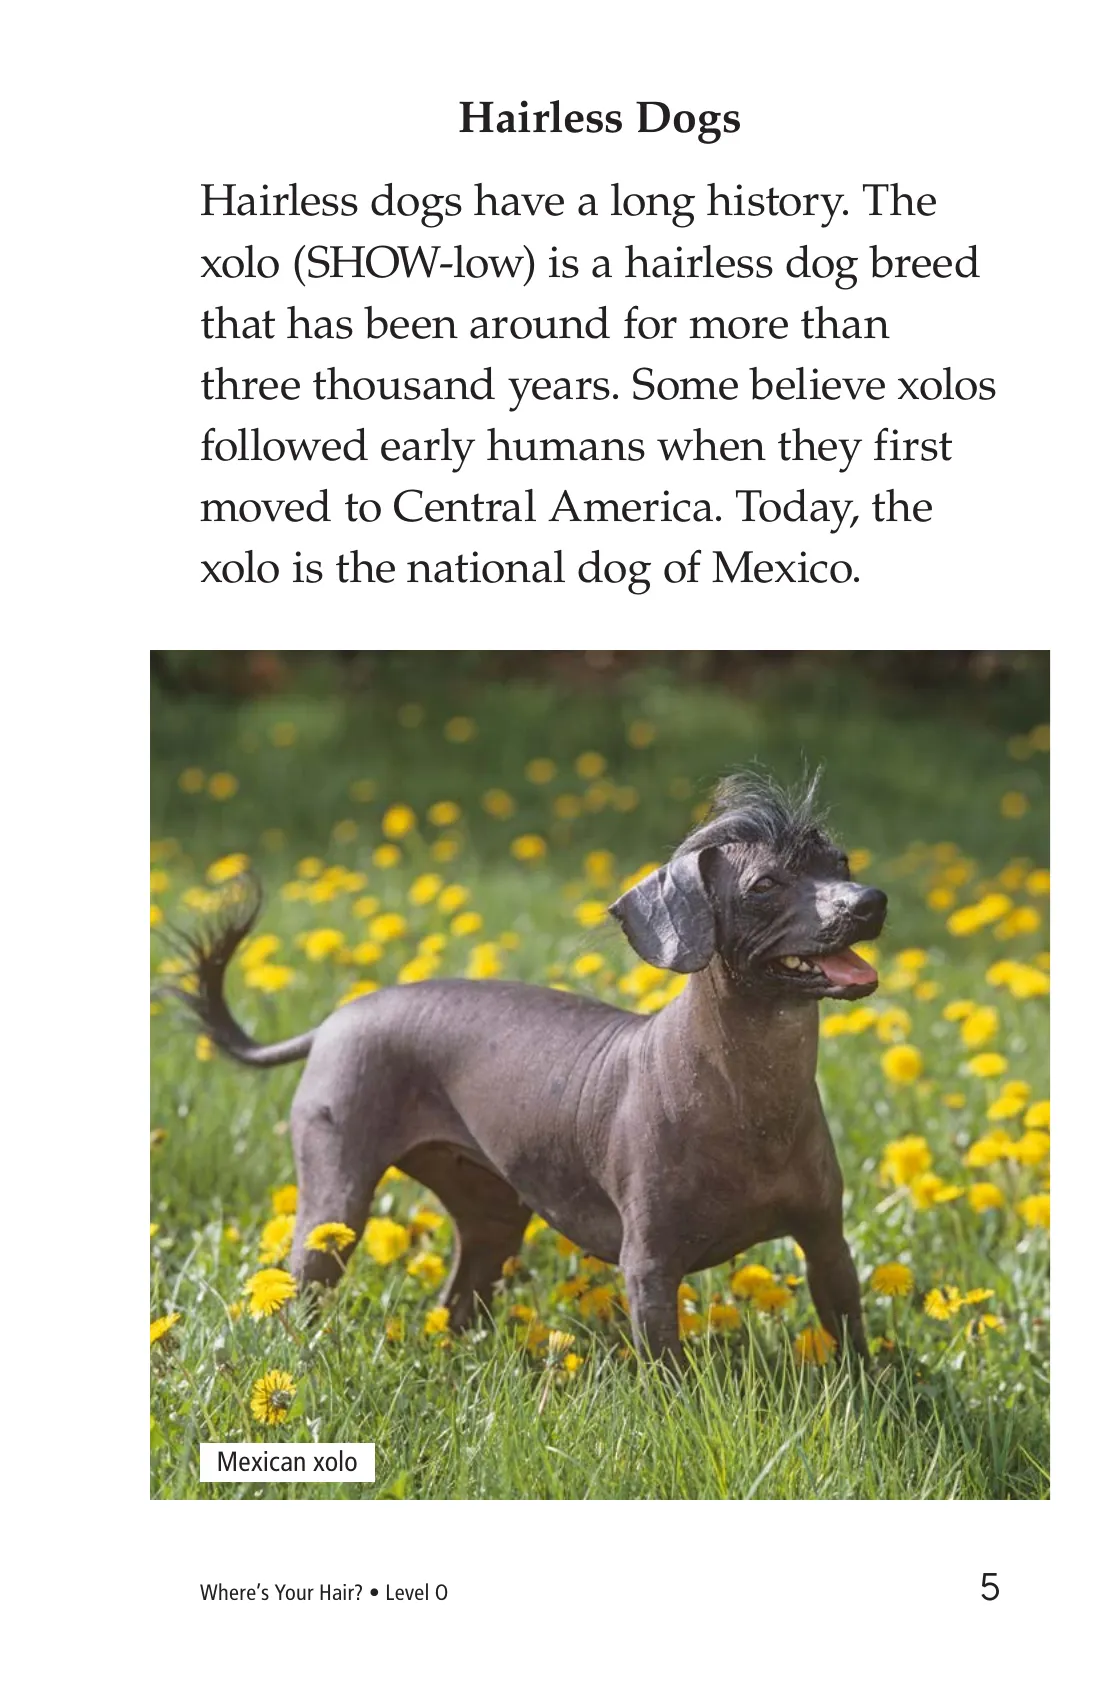 Hairless Dogs
Hairless dogs have a long history. The
xolo (SHOW-low) is a hairless dog breed
that has been around for more than
three thousand years. Some believe xolos
followed early humans when they first
moved to Central America. Today, the
xolo is the national dog of Mexico.
Mexican xolo
Where's Your Hair? • Level O
5